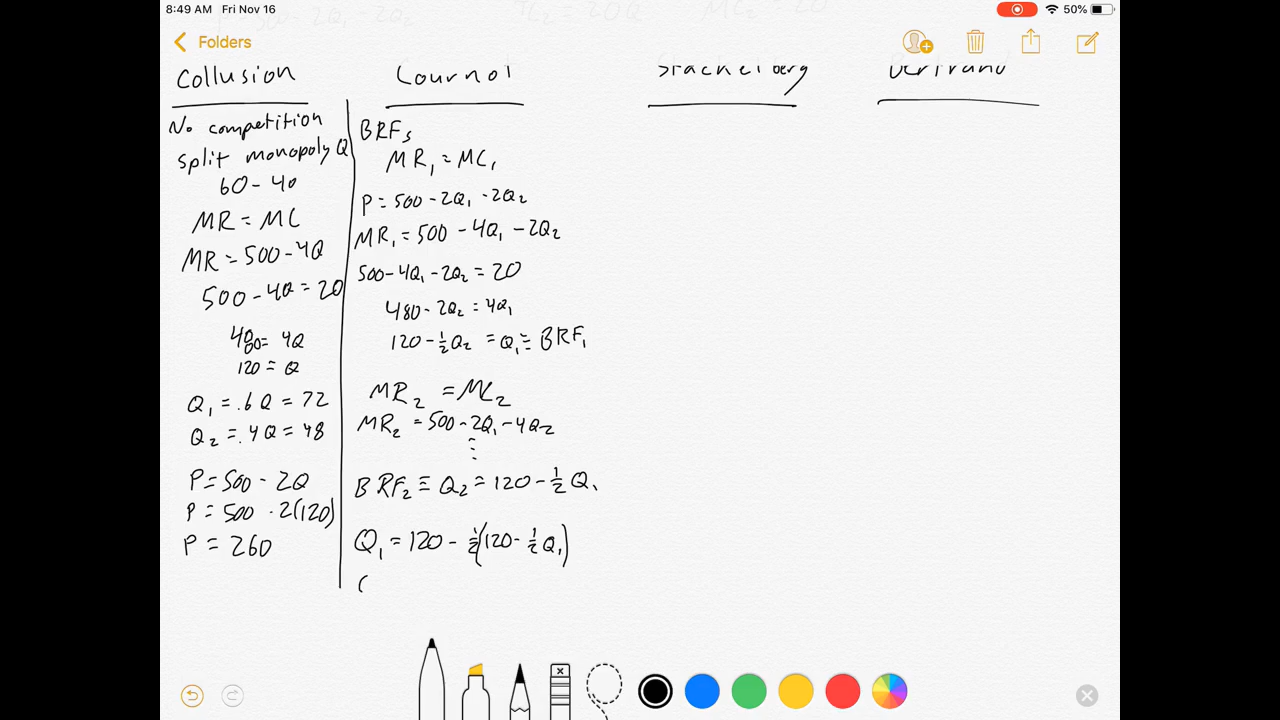 8:49 AM Fri Nov 16
50%
Folders
Collusion
No competition
split monopoly Q
60-40
MR = MC
MR = 500-4Q
500-4Q = 20
480 = 4Q
120 = Q
Q₁ = .6Q = 72
Q₂ = .4Q = 48
P = 500 - 2Q
P = 500 - 2(120)
P = 260
Cournot
BRFs
MR₁ = MC₁
P = 500 - 2Q₁ - 2Q₂
MR₁ = 500 - 4Q₁ - 2Q₂
500 - 4Q₁ - 2Q₂ = 20
480 - 2Q₂ = 4Q₁
120 - ½Q₂ = Q₁ ≡ BRF₁
MR₂ = MC₂
MR₂ = 500 - 2Q₁ - 4Q₂
⋮
BRF₂ ≡ Q₂ = 120 - ½Q₁
Q₁ = 120 - ½(120 - ½Q₁)
(
Stackelberg
Bertrand